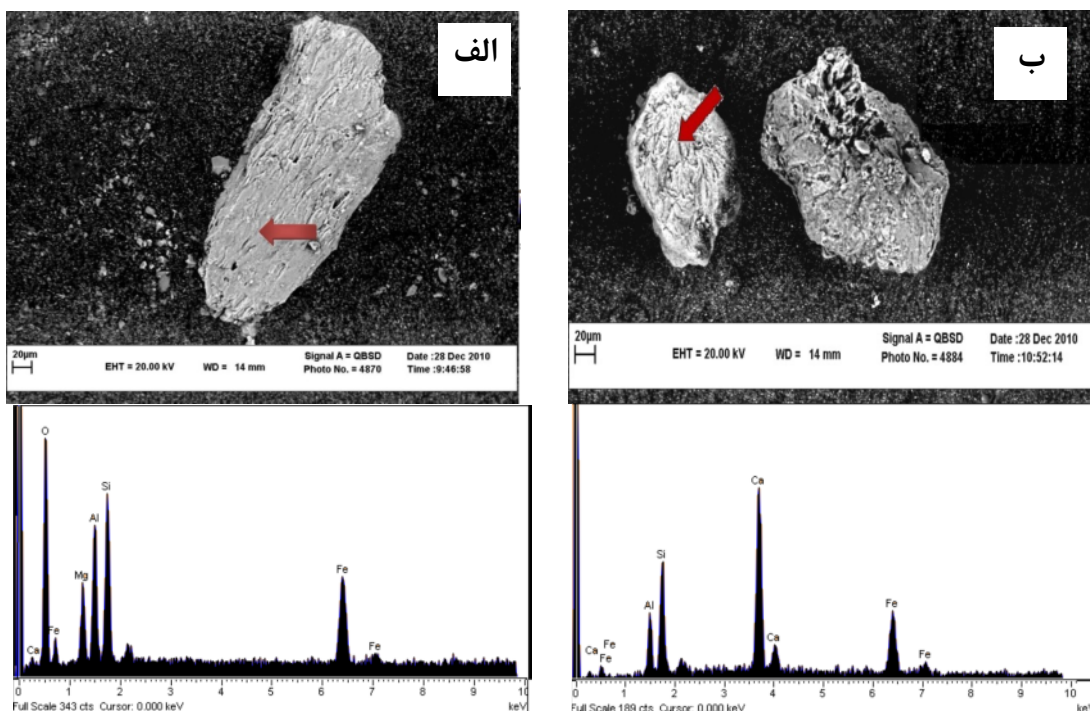 الف
20µm
EHT = 20.00 kV
WD = 14 mm
Signal A = QBSD
Photo No. = 4870
Date :28 Dec 2010
Time :9:46:58
ب
20µm
EHT = 20.00 kV
WD = 14 mm
Signal A = QBSD
Photo No. = 4884
Date :28 Dec 2010
Time :10:52:14
O
Si
Al
Mg
Fe
Fe
Ca
Fe
0 1 2 3 4 5 6 7 8 9 10
Full Scale 343 cts Cursor: 0.000 keV
keV
Ca
Si
Al
Fe
Ca
Fe
Ca
Fe
Fe
1 2 3 4 5 6 7 8 9 10
Full Scale 189 cts Cursor: 0.000 keV
keV